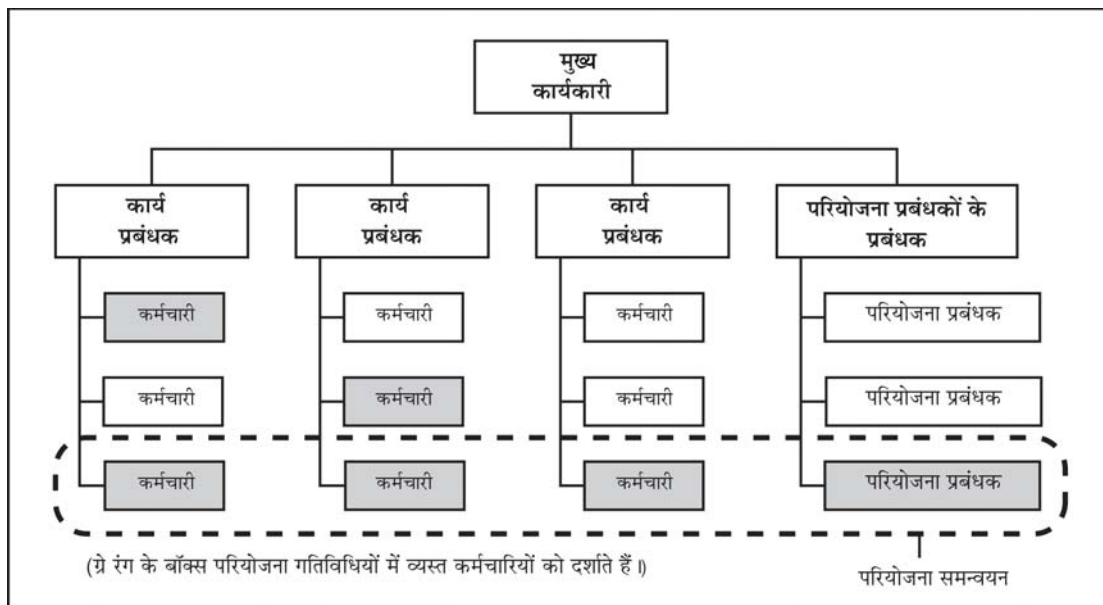 मुख्य
कार्यकारी
कार्य
प्रबंधक
कार्य
प्रबंधक
कार्य
प्रबंधक
परियोजना प्रबंधकों के
प्रबंधक
कर्मचारी
कर्मचारी
कर्मचारी
परियोजना प्रबंधक
कर्मचारी
कर्मचारी
कर्मचारी
परियोजना प्रबंधक
कर्मचारी
कर्मचारी
कर्मचारी
परियोजना प्रबंधक
(ग्रे रंग के बॉक्स परियोजना गतिविधियों में व्यस्त कर्मचारियों को दर्शाते हैं।)
परियोजना समन्वयन